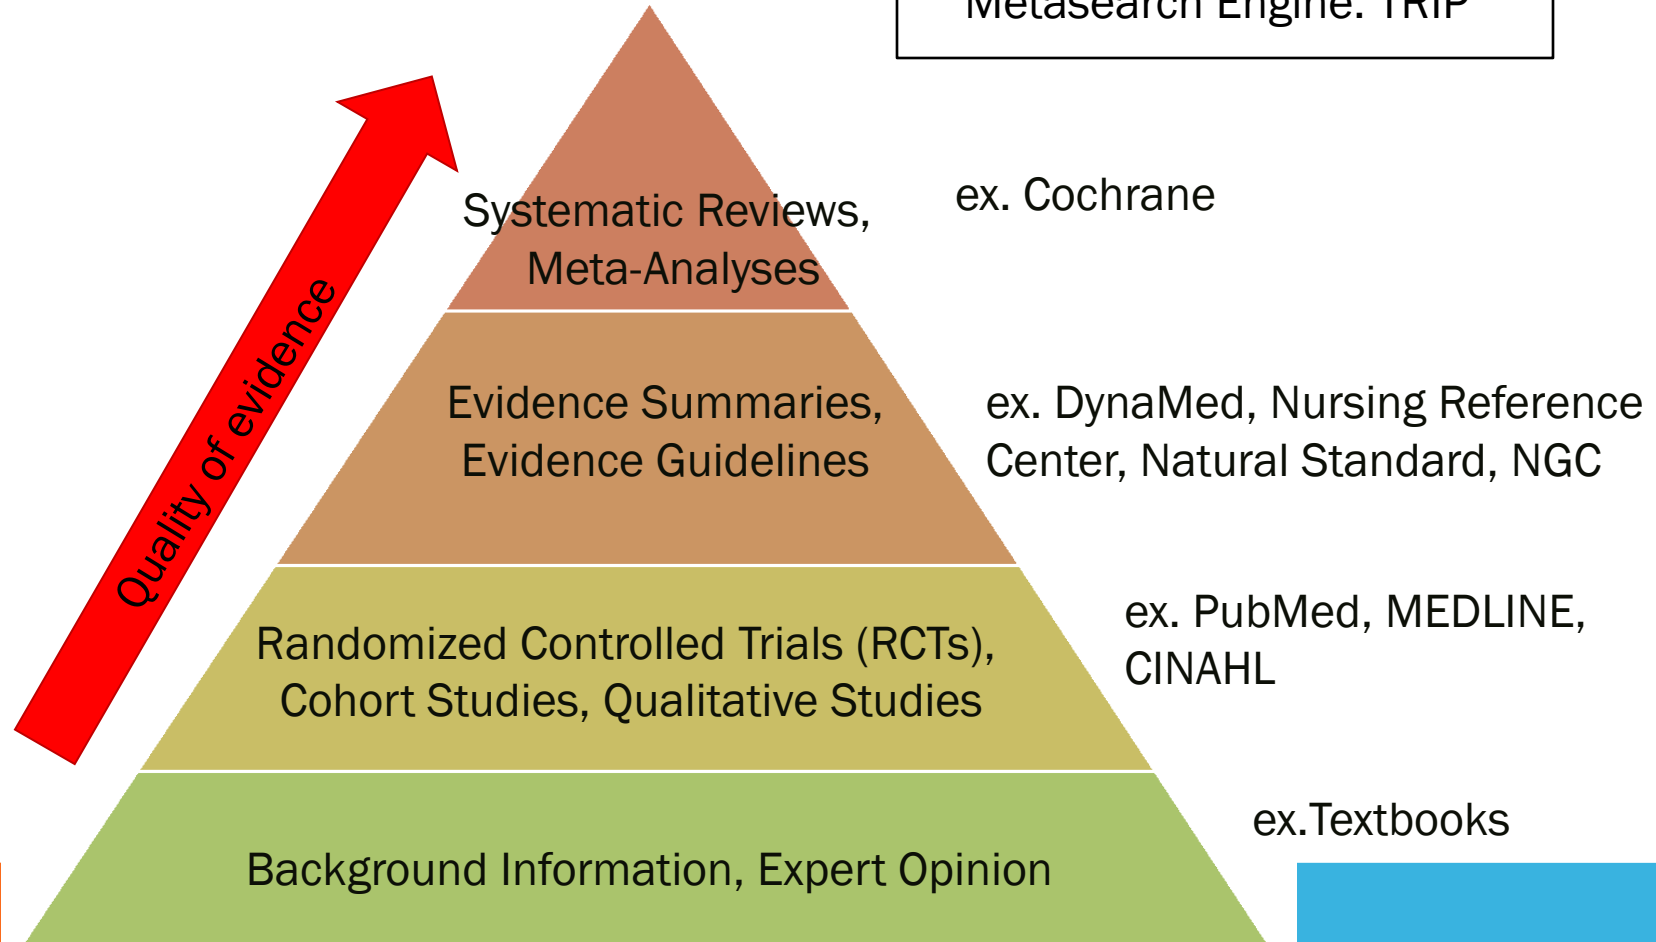 Metasearch Engine: TRIP
Systematic Reviews,
Meta-Analyses
ex. Cochrane
Quality of evidence
Evidence Summaries,
Evidence Guidelines
ex. DynaMed, Nursing Reference
Center, Natural Standard, NGC
Randomized Controlled Trials (RCTs),
Cohort Studies, Qualitative Studies
ex. PubMed, MEDLINE,
CINAHL
Background Information, Expert Opinion
ex.Textbooks